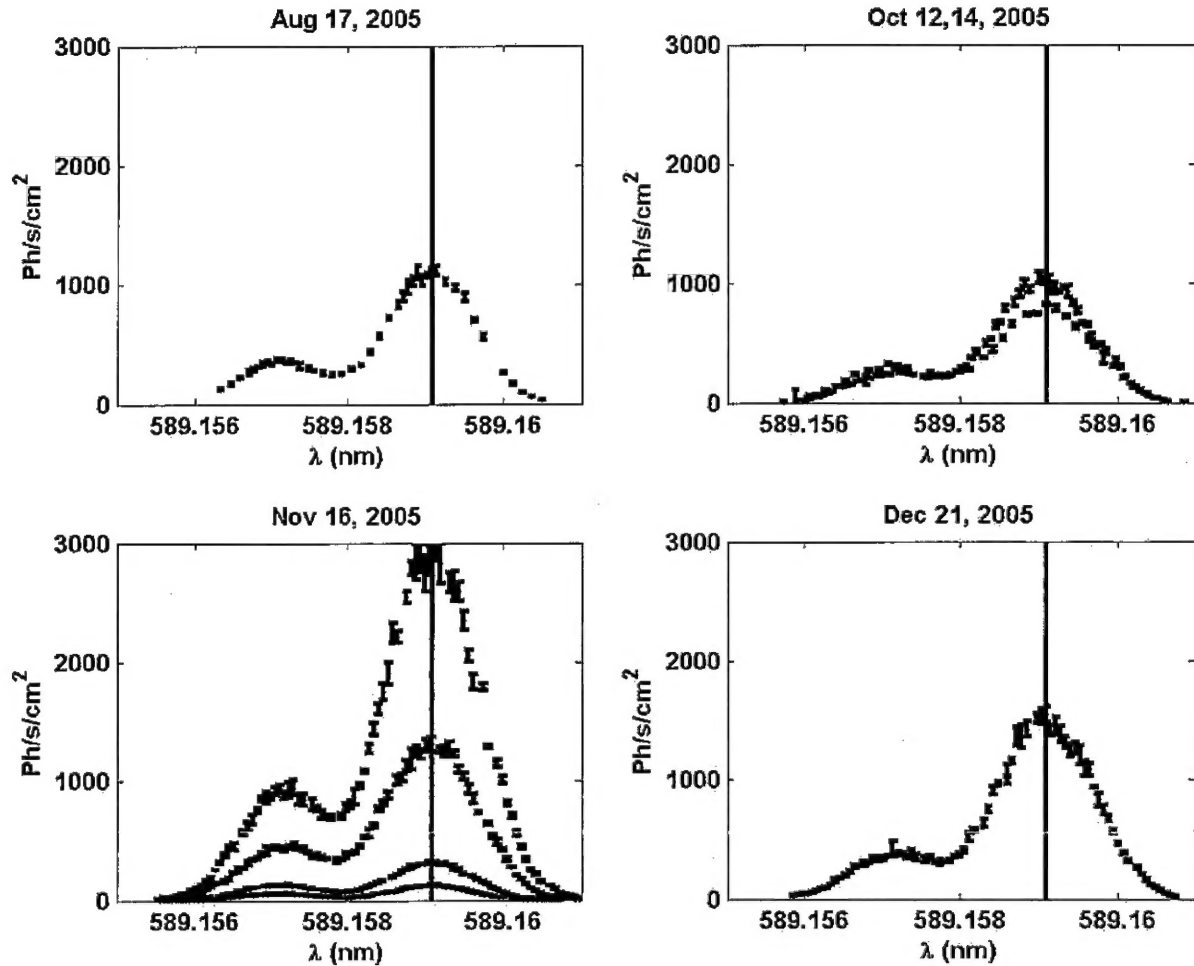 Aug 17, 2005
3000
2000
1000
0
Ph/s/cm²
589.156 589.158 589.16
λ (nm)
Oct 12,14, 2005
3000
2000
1000
0
Ph/s/cm²
589.156 589.158 589.16
λ (nm)
Nov 16, 2005
3000
2000
1000
0
Ph/s/cm²
589.156 589.158 589.16
λ (nm)
Dec 21, 2005
3000
2000
1000
0
Ph/s/cm²
589.156 589.158 589.16
λ (nm)